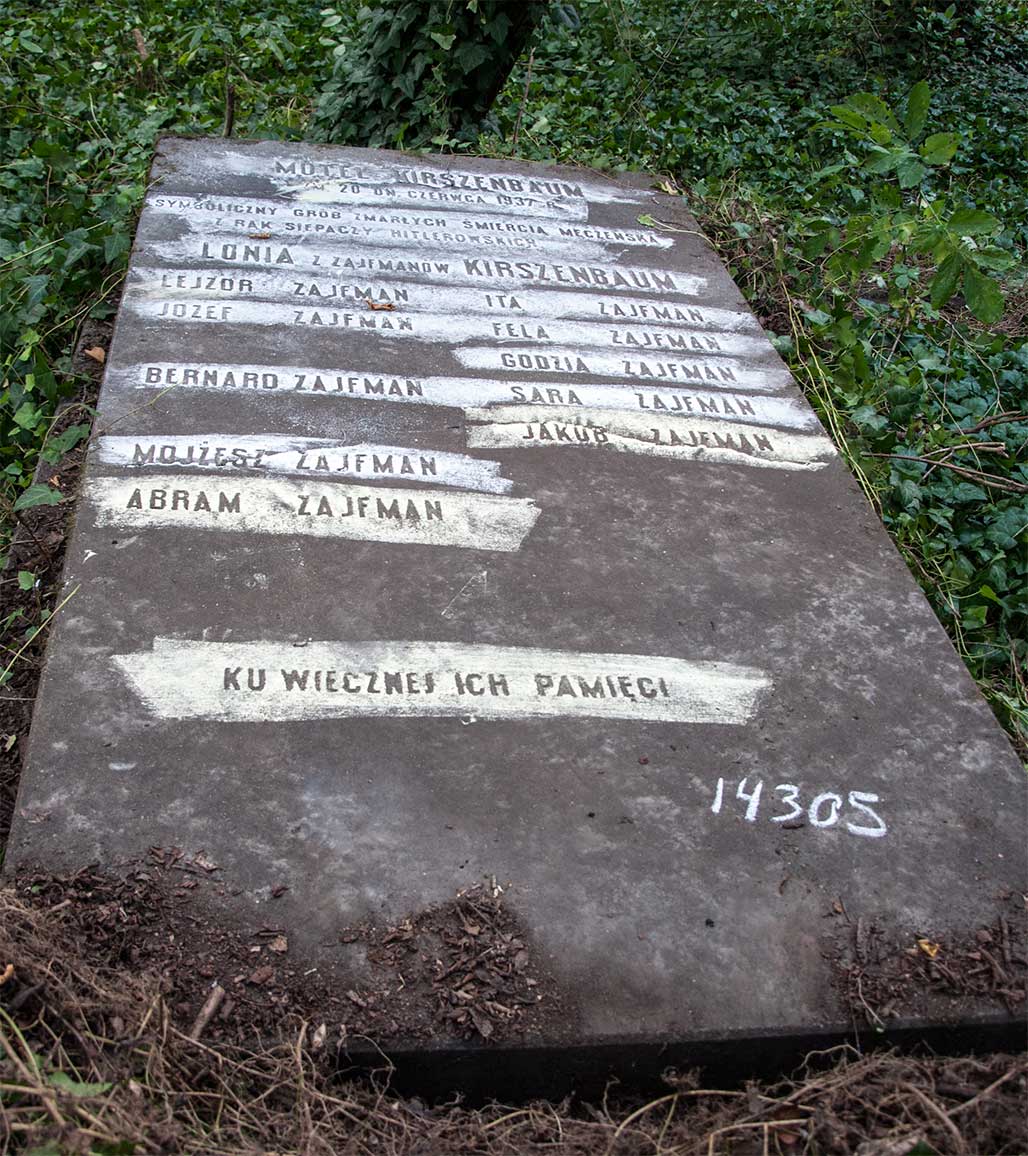 MOTEL KIRSZENBAUM
20 DN CZERWCA 1937 R.
SYMBOLICZNY GRÓB ZMARŁYCH ŚMIERCIĄ MĘCZEŃSKĄ
Z RĄK SIEPACZY HITLEROWSKICH
LONIA Z ZAJFMANÓW KIRSZENBAUM
LEJZOR ZAJFMAN ITA ZAJFMAN
JÓZEF ZAJFMAN FELA ZAJFMAN
GODZIA ZAJFMAN
BERNARD ZAJFMAN SARA ZAJFMAN
JAKUB ZAJFMAN
MOJŻESZ ZAJFMAN
ABRAM ZAJFMAN
KU WIECZNEJ ICH PAMIĘCI
14305